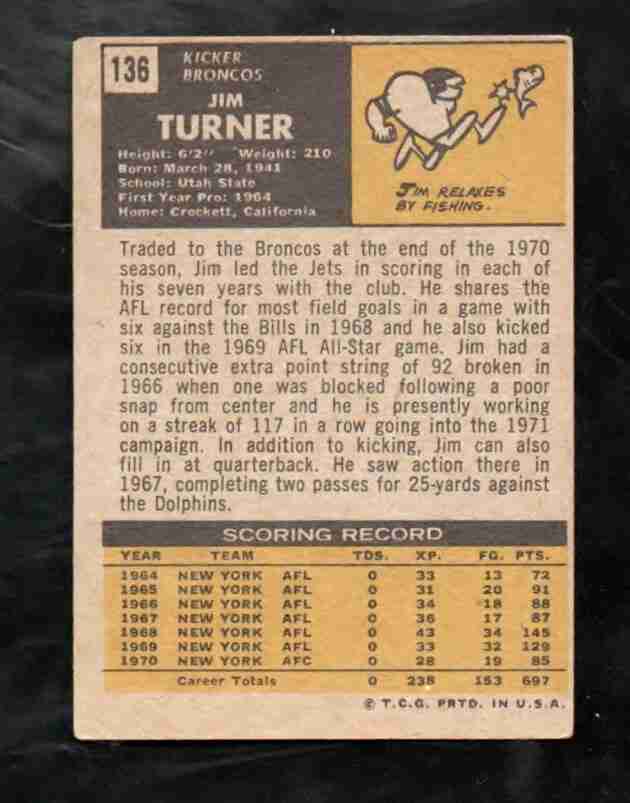 136
KICKER
BRONCOS
JIM
TURNER
Height: 6'2" Weight: 210
Born: March 28, 1941
School: Utah State
First Year Pro: 1964
Home: Crockett, California
JIM RELAXES
BY FISHING.
Traded to the Broncos at the end of the 1970
season, Jim led the Jets in scoring in each of
his seven years with the club. He shares the
AFL record for most field goals in a game with
six against the Bills in 1968 and he also kicked
six in the 1969 AFL All-Star game. Jim had a
consecutive extra point string of 92 broken in
1966 when one was blocked following a poor
snap from center and he is presently working
on a streak of 117 in a row going into the 1971
campaign. In addition to kicking, Jim can also
fill in at quarterback. He saw action there in
1967, completing two passes for 25-yards against
the Dolphins.
SCORING RECORD
YEAR TEAM TDS. XP. FG. PTS.
1964 NEW YORK AFL 0 33 13 72
1965 NEW YORK AFL 0 31 20 91
1966 NEW YORK AFL 0 34 18 88
1967 NEW YORK AFL 0 36 17 87
1968 NEW YORK AFL 0 43 34 145
1969 NEW YORK AFL 0 33 32 129
1970 NEW YORK AFC 0 28 19 85
Career Totals 0 238 153 697
© T.C.G. PRTD. IN U.S.A.